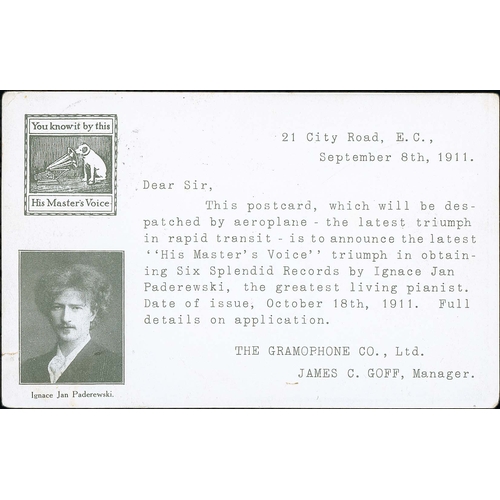 You know it by this
His Master's Voice
21 City Road, E.C.,
September 8th, 1911.
Dear Sir,
This postcard, which will be des-
patched by aeroplane - the latest triumph
in rapid transit - is to announce the latest
''His Master's Voice'' triumph in obtain-
ing Six Splendid Records by Ignace Jan
Paderewski, the greatest living pianist.
Date of issue, October 18th, 1911. Full
details on application.
THE GRAMOPHONE CO., Ltd.
JAMES C. GOFF, Manager.
Ignace Jan Paderewski.